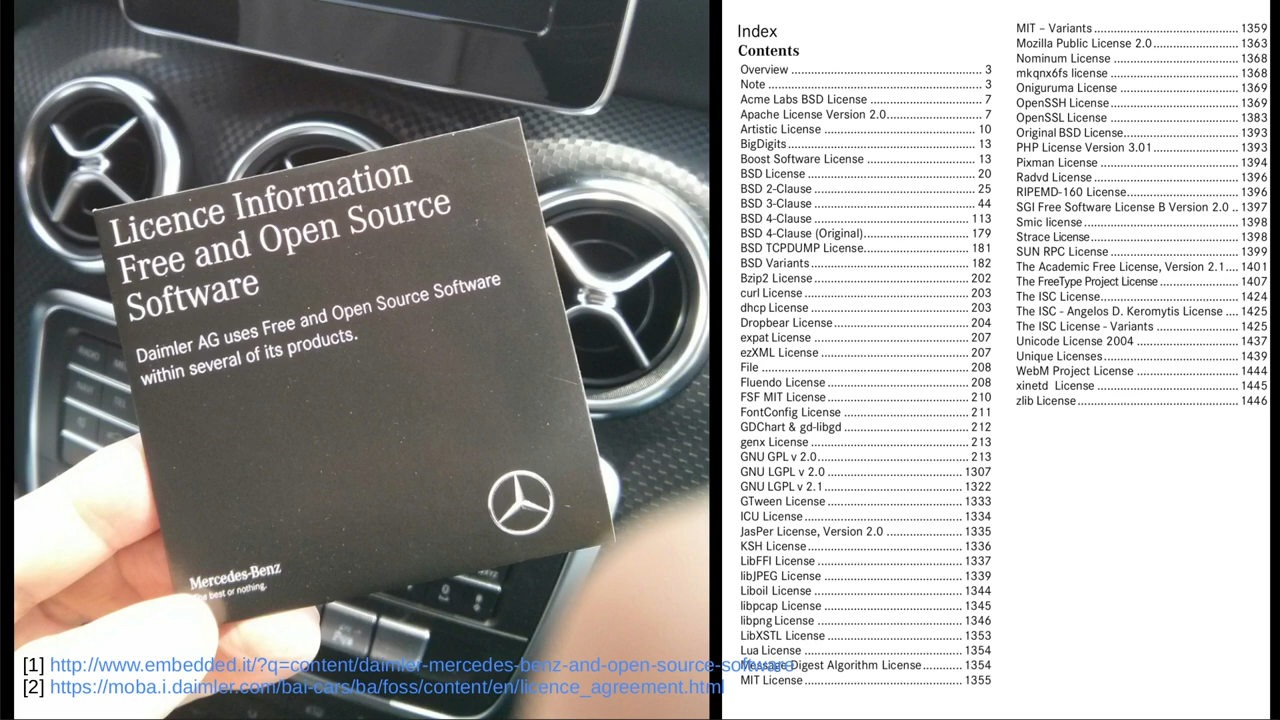 Licence Information
Free and Open Source
Software
Daimler AG uses Free and Open Source Software
within several of its products.
Mercedes-Benz
The best or nothing.
[1] http://www.embedded.it/?q=content/daimler-mercedes-benz-and-open-source-software
[2] https://moba.i.daimler.com/bai-cars/ba/foss/content/en/licence_agreement.html
Index
Contents
Overview ... 3
Note ... 3
Acme Labs BSD License ... 7
Apache License Version 2.0... 7
Artistic License ... 10
BigDigits... 13
Boost Software License ... 13
BSD License ... 20
BSD 2-Clause ... 25
BSD 3-Clause ... 44
BSD 4-Clause ... 113
BSD 4-Clause (Original)... 179
BSD TCPDUMP License... 181
BSD Variants ... 182
Bzip2 License ... 202
curl License ... 203
dhcp License ... 203
Dropbear License... 204
expat License ... 207
ezXML License ... 207
File ... 208
Fluendo License ... 208
FSF MIT License ... 210
FontConfig License ... 211
GDChart & gd-libgd ... 212
genx License ... 213
GNU GPL v 2.0... 213
GNU LGPL v 2.0 ... 1307
GNU LGPL v 2.1... 1322
GTween License ... 1333
ICU License... 1334
JasPer License, Version 2.0 ... 1335
KSH License... 1336
LibFFI License ... 1337
libJPEG License ... 1339
Liboil License ... 1344
libpcap License ... 1345
libpng License ... 1346
LibXSTL License ... 1353
Lua License ... 1354
Message Digest Algorithm License... 1354
MIT License ... 1355
MIT – Variants ... 1359
Mozilla Public License 2.0... 1363
Nominum License ... 1368
mkqnx6fs license ... 1368
Oniguruma License ... 1369
OpenSSH License... 1369
OpenSSL License ... 1383
Original BSD License... 1393
PHP License Version 3.01 ... 1393
Pixman License ... 1394
Radvd License ... 1396
RIPEMD-160 License... 1396
SGI Free Software License B Version 2.0 .. 1397
Smic license ... 1398
Strace License... 1398
SUN RPC License ... 1399
The Academic Free License, Version 2.1.... 1401
The FreeType Project License ... 1407
The ISC License... 1424
The ISC - Angelos D. Keromytis License .... 1425
The ISC License - Variants ... 1425
Unicode License 2004 ... 1437
Unique Licenses... 1439
WebM Project License ... 1444
xinetd License ... 1445
zlib License... 1446